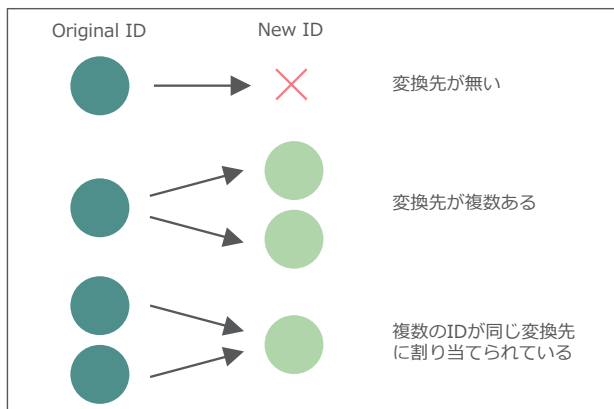 Original ID
New ID
変換先が無い
変換先が複数ある
複数のIDが同じ変換先
に割り当てられている